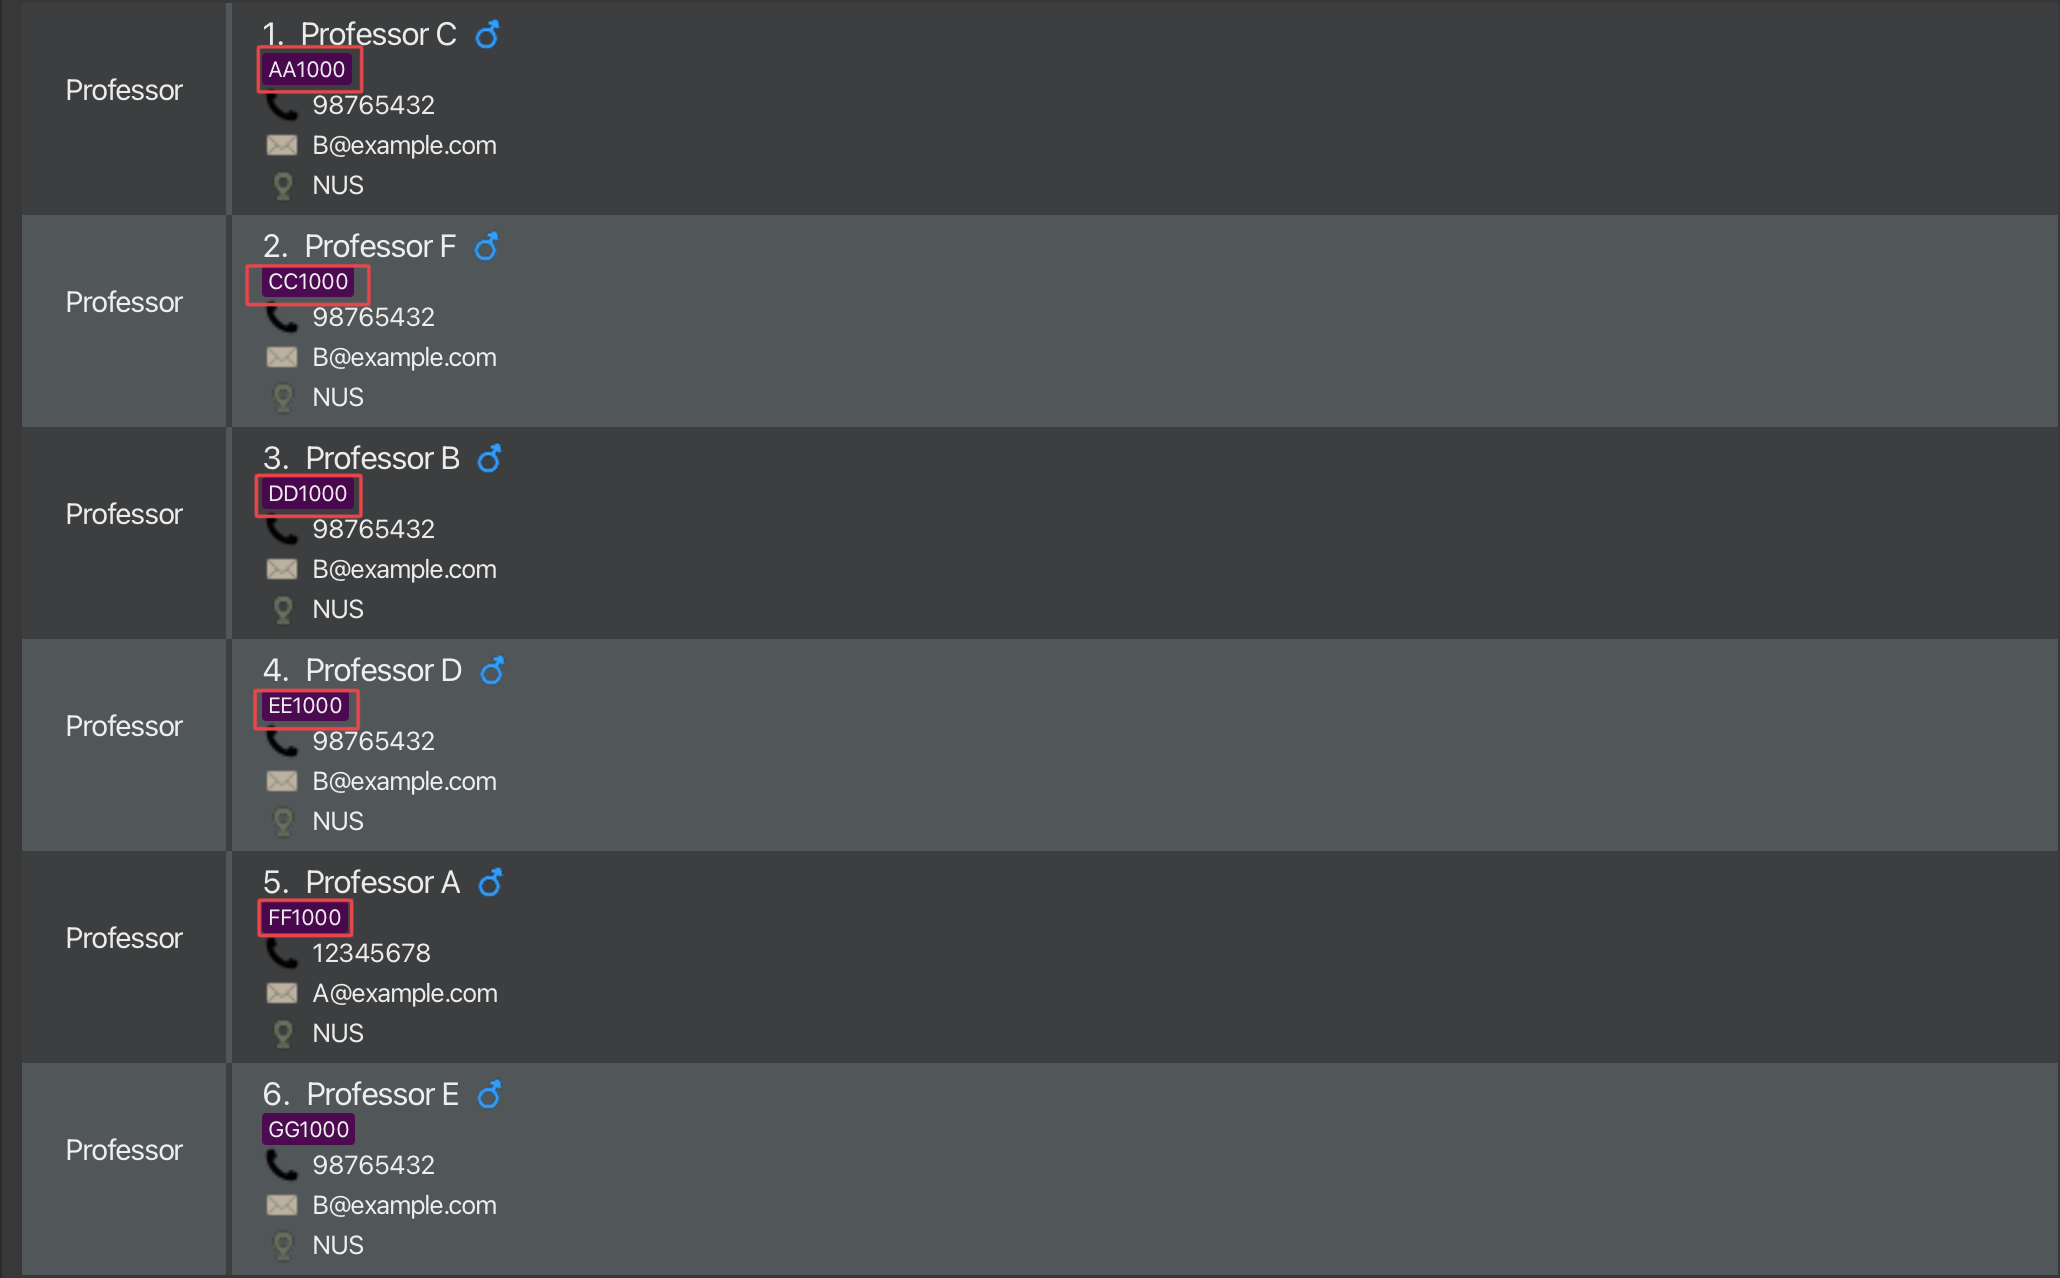 Professor
1. Professor C
AA1000
98765432
B@example.com
NUS
Professor
2. Professor F
CC1000
98765432
B@example.com
NUS
Professor
3. Professor B
DD1000
98765432
B@example.com
NUS
Professor
4. Professor D
EE1000
98765432
B@example.com
NUS
Professor
5. Professor A
FF1000
12345678
A@example.com
NUS
Professor
6. Professor E
GG1000
98765432
B@example.com
NUS